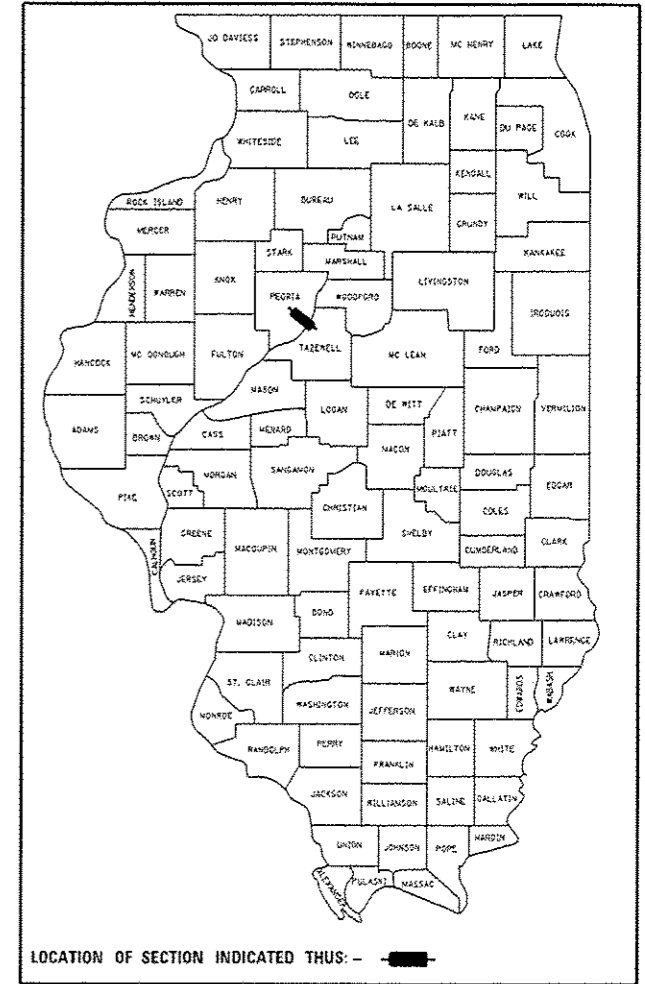 JO DAVIESS STEPHENSON WINNEBAGO BOONE MC HENRY LAKE
CARROLL OGLE DE KALB KANE DU PAGE COOK
WHITESIDE LEE
KENDALL WILL
ROCK ISLAND HENRY BUREAU LA SALLE GRUNDY
MERCER PUTNAM KANKAKEE
STARK MARSHALL
HENDERSON WARREN KNOX PEORIA WOODFORD LIVINGSTON IROQUOIS
HANCOCK MC DONOUGH FULTON TAZEWELL MC LEAN FORD
SCHUYLER MASON LOGAN DE WITT CHAMPAIGN VERMILION
ADAMS BROWN CASS MENARD MACON PIATT
MORGAN SANGAMON DOUGLAS EDGAR
PIKE SCOTT CHRISTIAN MOULTRIE COLES
GREENE SHELBY CLARK
CALHOUN MACOUPIN MONTGOMERY CUMBERLAND
JERSEY FAYETTE EFFINGHAM JASPER CRAWFORD
MADISON BOND CLAY RICHLAND LAWRENCE
CLINTON MARION
ST. CLAIR WAYNE EDWARDS WABASH
MONROE WASHINGTON JEFFERSON
RANDOLPH PERRY HAMILTON WHITE
FRANKLIN
JACKSON WILLIAMSON SALINE GALLATIN
UNION JOHNSON POPE HARDIN
ALEXANDER PULASKI MASSAC
LOCATION OF SECTION INDICATED THUS: -